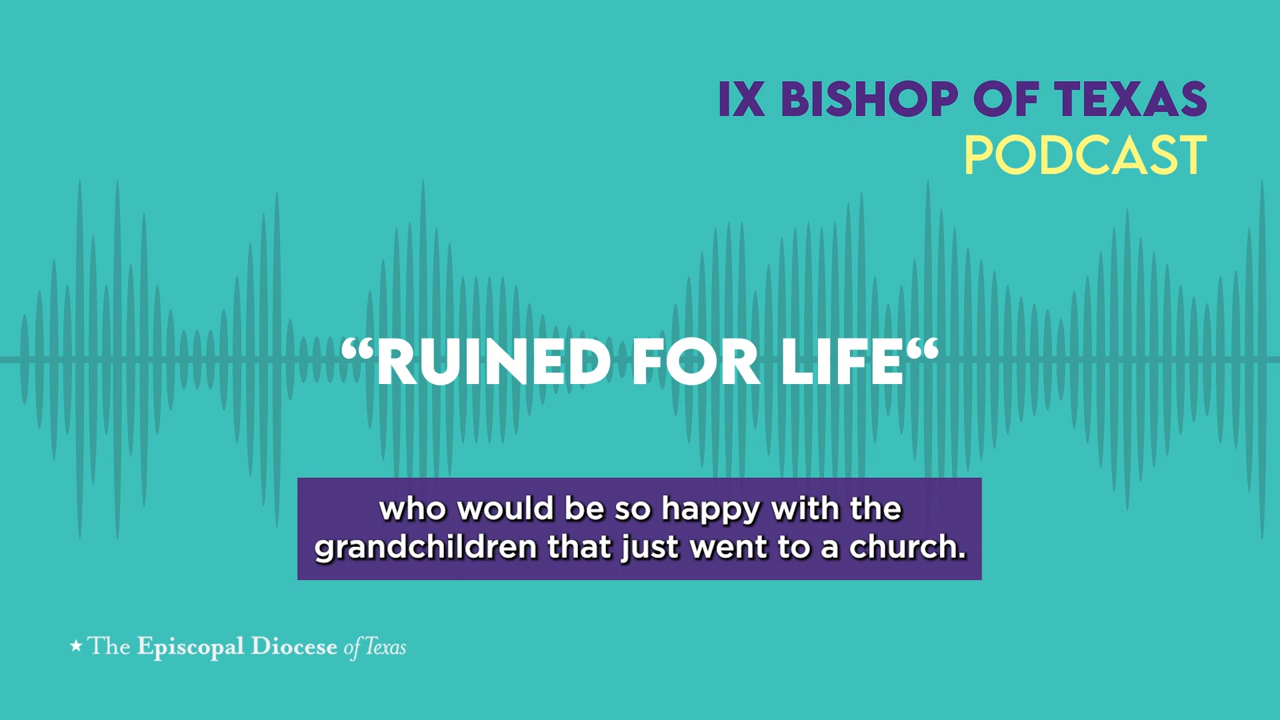 IX BISHOP OF TEXAS
PODCAST
“RUINED FOR LIFE“
who would be so happy with the
grandchildren that just went to a church.
The Episcopal Diocese of Texas